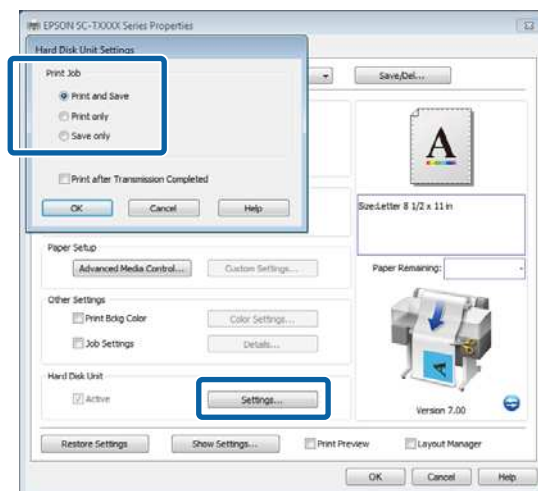 EPSON SC-TXXXX Series Properties
Hard Disk Unit Settings
Print Job
Print and Save
Print only
Save only
Print after Transmission Completed
OK Cancel Help
Save/Del...
A
Size:Letter 8 1/2 x 11 in
Paper Setup
Advanced Media Control... Custom Settings...
Paper Remaining:
Other Settings
Print Bckg Color Color Settings...
Job Settings Details...
Hard Disk Unit
Active Settings...
A
Version 7.00
Restore Settings Show Settings... Print Preview Layout Manager
OK Cancel Help